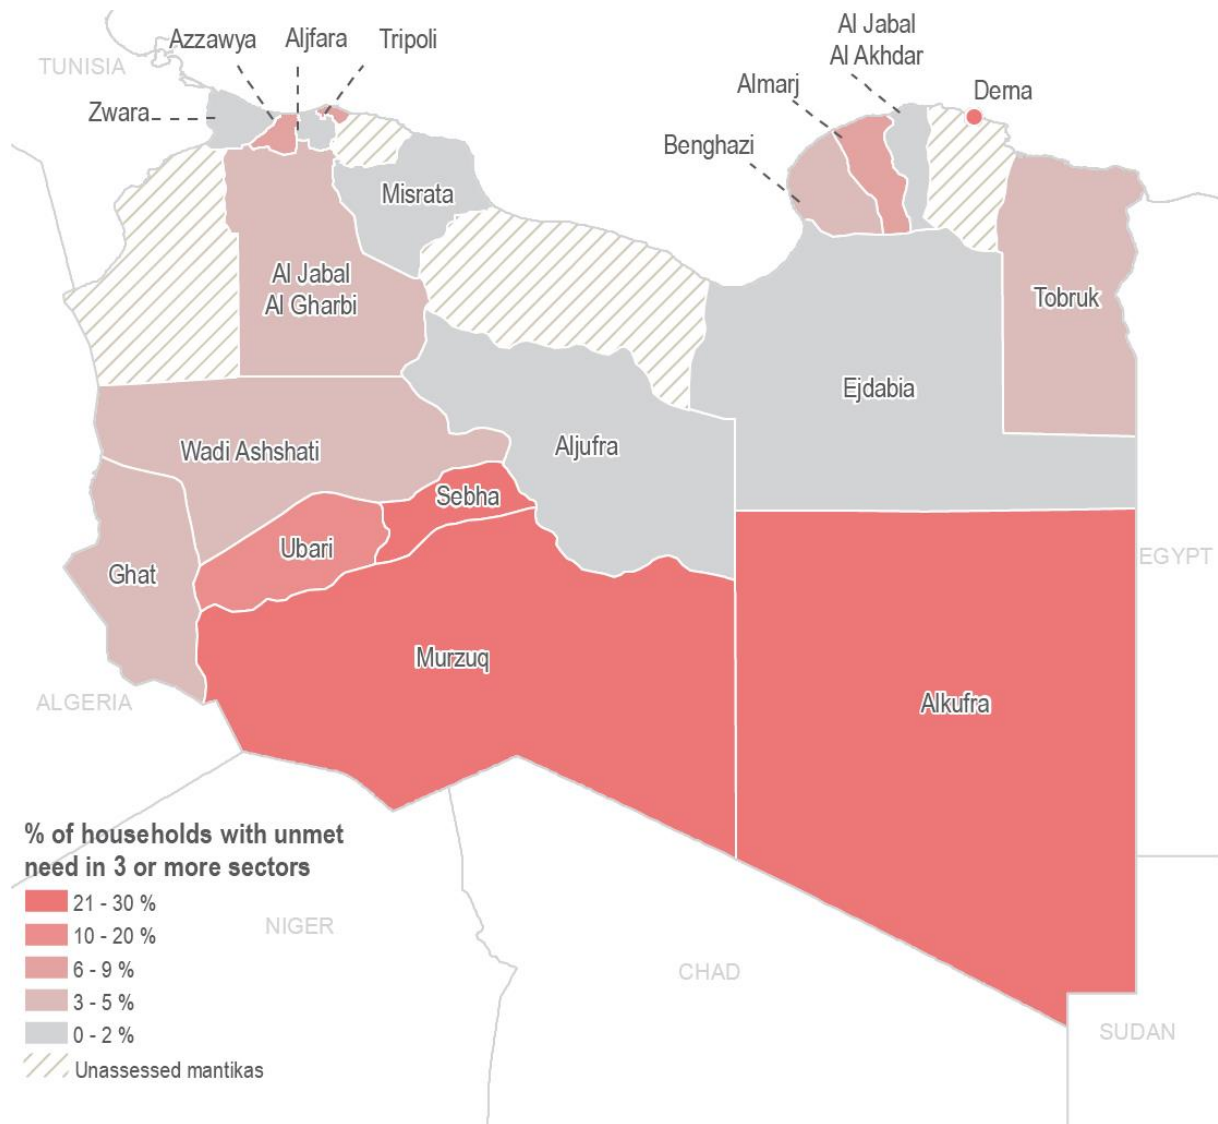 TUNISIA
Azzawya
Aljfara
Tripoli
Zwara
Al Jabal
Al Akhdar
Almarj
Derna
Benghazi
Misrata
Al Jabal
Al Gharbi
Tobruk
Ejdabia
Wadi Ashshati
Aljufra
Sebha
Ubari
Ghat
EGYPT
Murzuq
ALGERIA
Alkufra
% of households with unmet
need in 3 or more sectors
21 - 30 %
10 - 20 %
6 - 9 %
3 - 5 %
0 - 2 %
Unassessed mantikas
NIGER
CHAD
SUDAN